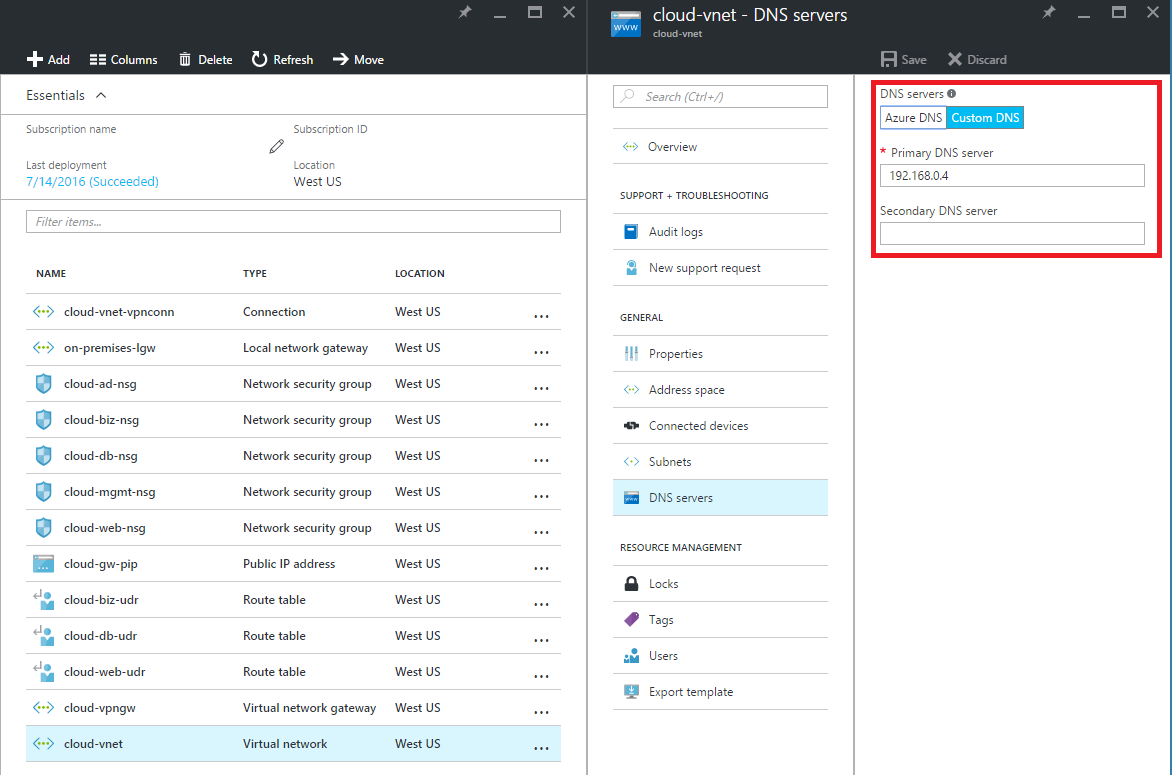 Add Columns Delete Refresh Move
Essentials
Subscription name Subscription ID
Last deployment Location
7/14/2016 (Succeeded) West US
Filter items...
NAME TYPE LOCATION
cloud-vnet-vpnconn Connection West US ...
on-premises-lgw Local network gateway West US ...
cloud-ad-nsg Network security group West US ...
cloud-biz-nsg Network security group West US ...
cloud-db-nsg Network security group West US ...
cloud-mgmt-nsg Network security group West US ...
cloud-web-nsg Network security group West US ...
cloud-gw-pip Public IP address West US ...
cloud-biz-udr Route table West US ...
cloud-db-udr Route table West US ...
cloud-web-udr Route table West US ...
cloud-vpngw Virtual network gateway West US ...
cloud-vnet Virtual network West US ...
www
cloud-vnet - DNS servers
cloud-vnet
Save Discard
Search (Ctrl+/)
Overview
SUPPORT + TROUBLESHOOTING
Audit logs
New support request
GENERAL
Properties
Address space
Connected devices
Subnets
DNS servers
RESOURCE MANAGEMENT
Locks
Tags
Users
Export template
DNS servers
Azure DNS Custom DNS
* Primary DNS server
192.168.0.4
Secondary DNS server